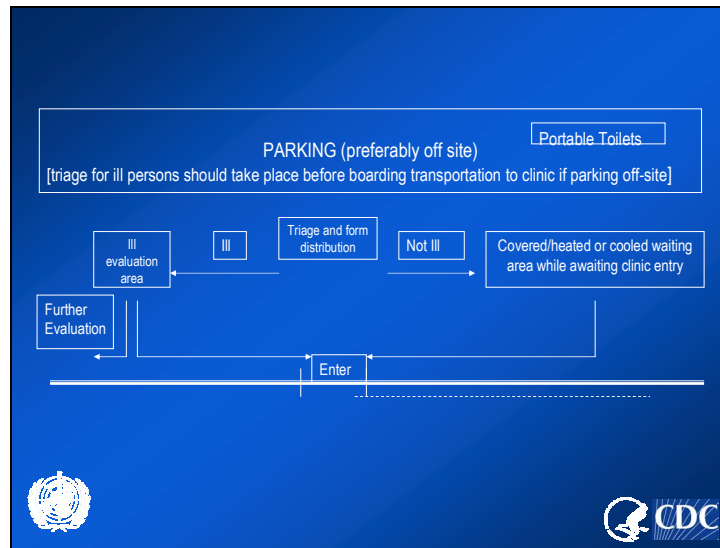 Portable Toilets
PARKING (preferably off site)
[triage for ill persons should take place before boarding transportation to clinic if parking off-site]
Ill
evaluation
area
Ill
Triage and form
distribution
Not Ill
Covered/heated or cooled waiting
area while awaiting clinic entry
Further
Evaluation
Enter
CDC